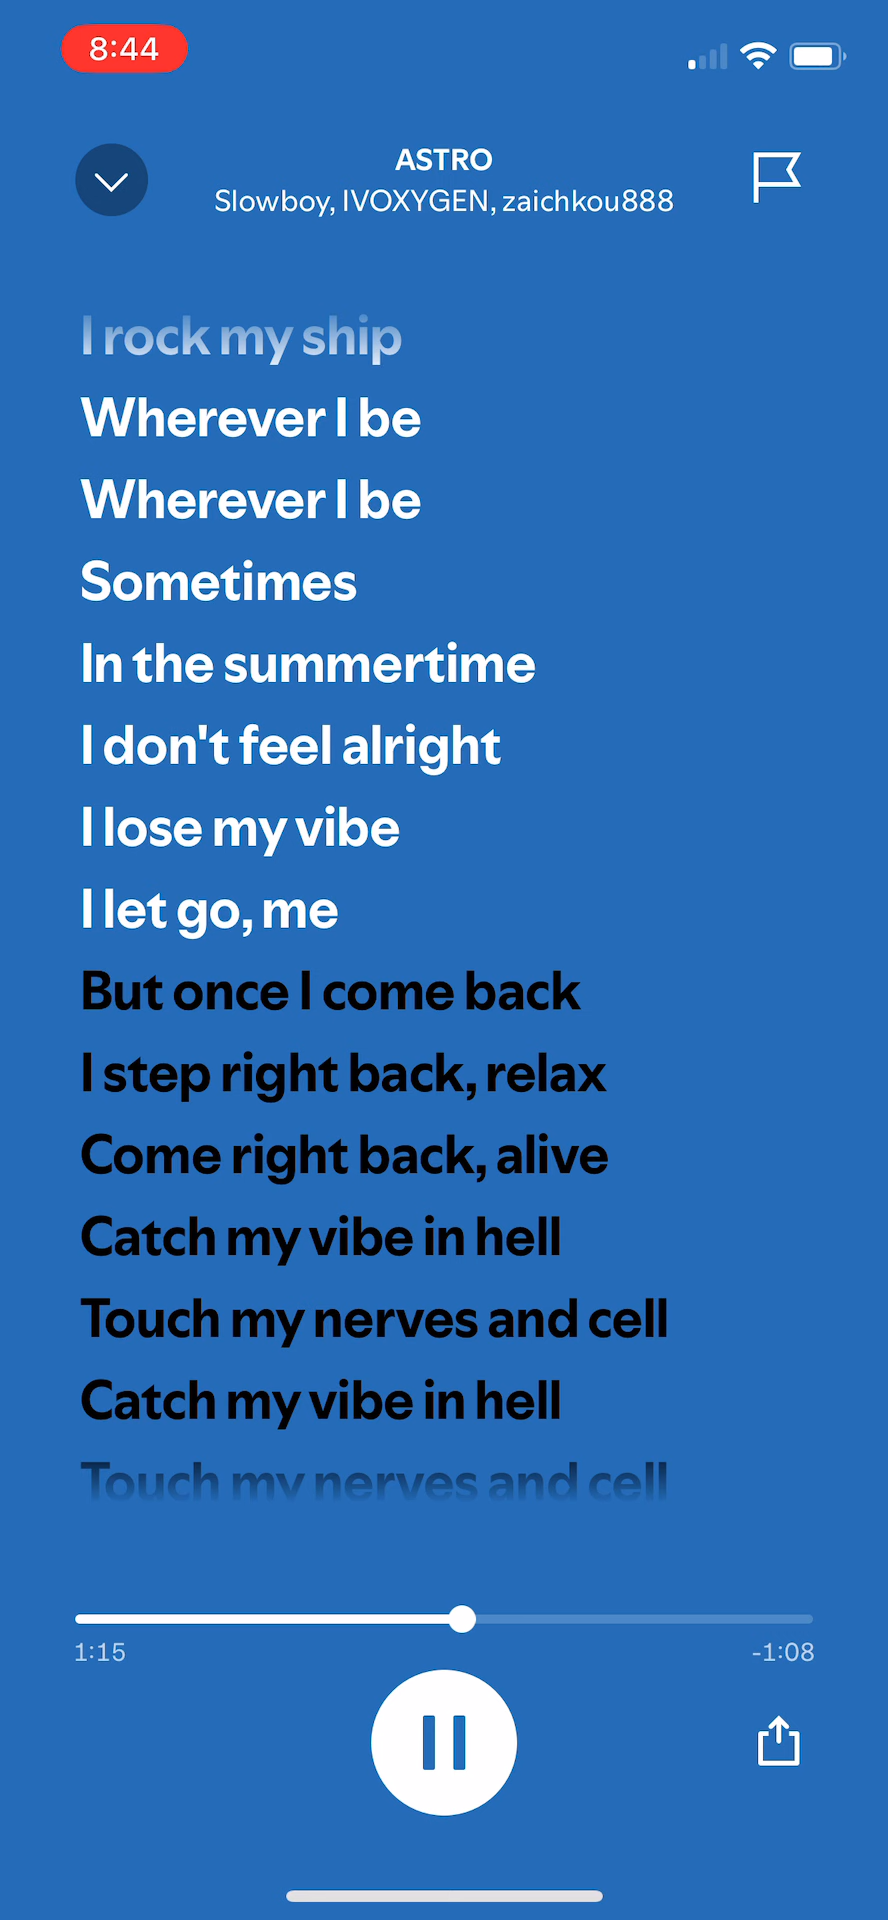 8:44
ASTRO
Slowboy, IVOXYGEN, zaichkou888
I rock my ship
Wherever I be
Wherever I be
Sometimes
In the summertime
I don't feel alright
I lose my vibe
I let go, me
But once I come back
I step right back, relax
Come right back, alive
Catch my vibe in hell
Touch my nerves and cell
Catch my vibe in hell
Touch my nerves and cell
1:15
-1:08